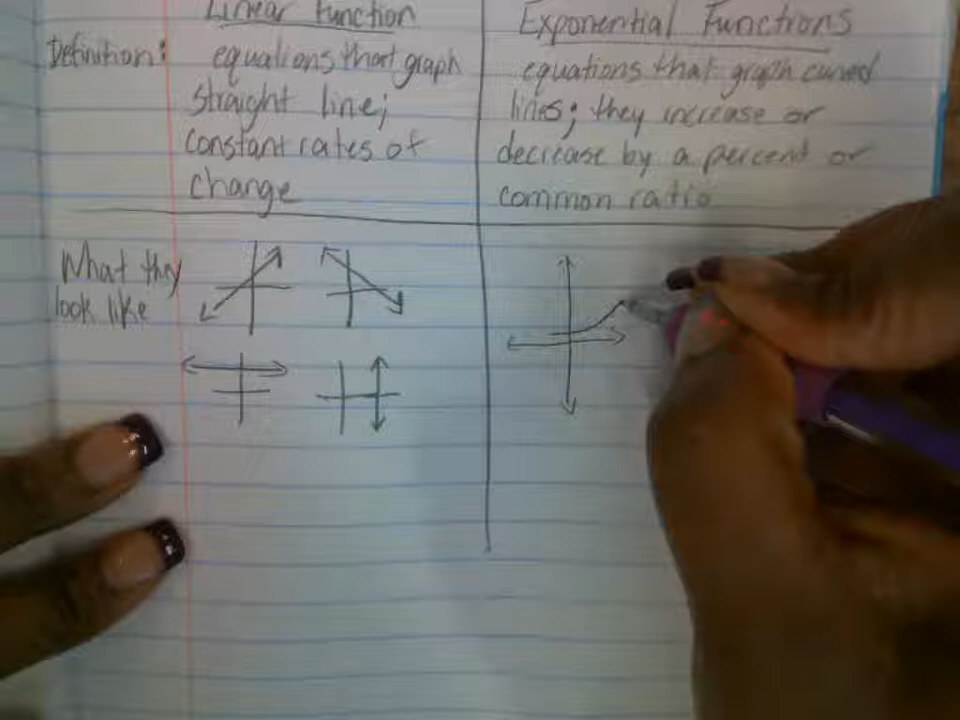 Linear Function
Exponential Functions
Definition:
equations that graph
straight line;
constant rates of
change
equations that graph curved
lines; they increase or
decrease by a percent or
common ratio
What they
look like